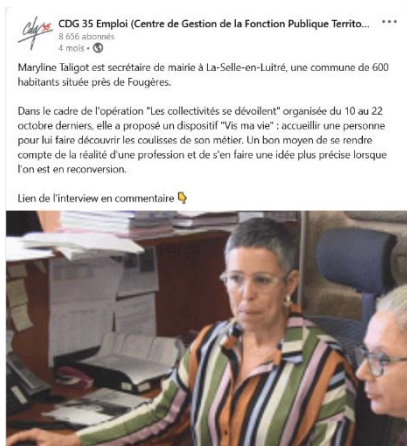 cdg 35
CDG 35 Emploi (Centre de Gestion de la Fonction Publique Territo...
8 656 abonnés
4 mois •
Maryline Taligot est secrétaire de mairie à La-Selle-en-Luitré, une commune de 600
habitants située près de Fougères.
Dans le cadre de l'opération "Les collectivités se dévoilent" organisée du 10 au 22
octobre derniers, elle a proposé un dispositif "Vis ma vie" : accueillir une personne
pour lui faire découvrir les coulisses de son métier. Un bon moyen de se rendre
compte de la réalité d'une profession et de s'en faire une idée plus précise lorsque
l'on est en reconversion.
Lien de l'interview en commentaire 👇